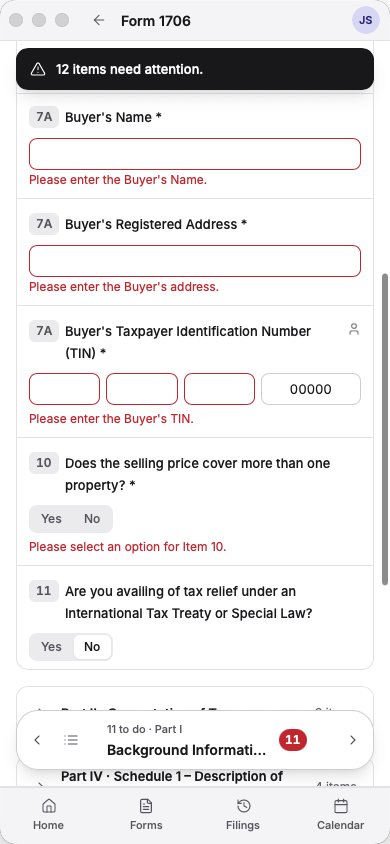 Form 1706
JS
12 items need attention.
7A Buyer's Name *
Please enter the Buyer's Name.
7A Buyer's Registered Address *
Please enter the Buyer's address.
7A Buyer's Taxpayer Identification Number
(TIN) *
00000
Please enter the Buyer's TIN.
10 Does the selling price cover more than one
property? *
Yes No
Please select an option for Item 10.
11 Are you availing of tax relief under an
International Tax Treaty or Special Law?
Yes No
11 to do · Part I
Background Informati... 11
Part IV · Schedule 1 – Description of
4 items
Home Forms Filings Calendar